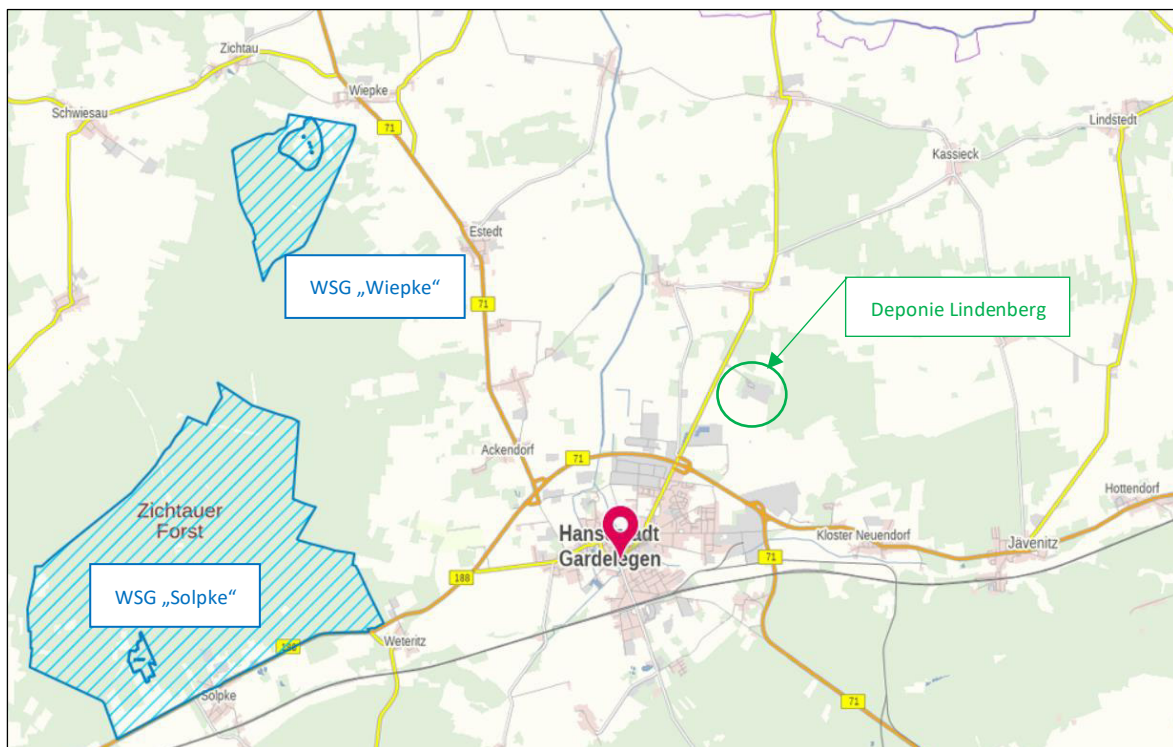 Zichtau
Wiepke
Schwiesau
71
Lindstedt
Kassieck
Estedt
WSG „Wiepke“
71
Deponie Lindenberg
Ackendorf
71
Zichtauer
Forst
Hansestadt
Gardelegen
Hottendorf
Kloster Neuendorf
Jävenitz
71
188
WSG „Solpke“
Weteritz
188
Solpke
71